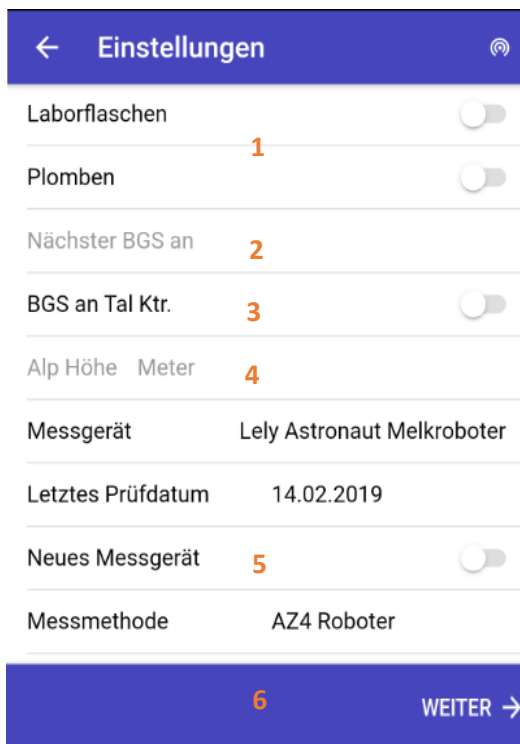 Einstellungen
Laborflaschen
1
Plomben
Nächster BGS an 2
BGS an Tal Ktr. 3
Alp Höhe Meter 4
Messgerät Lely Astronaut Melkroboter
Letztes Prüfdatum 14.02.2019
Neues Messgerät 5
Messmethode AZ4 Roboter
6 WEITER →